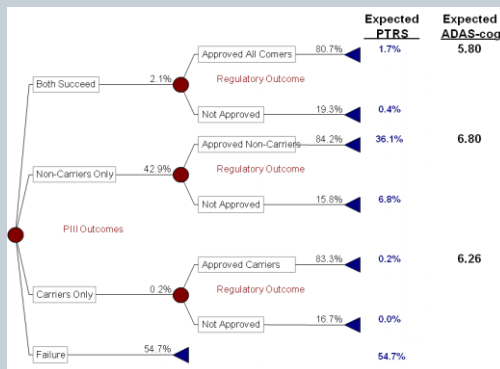 Expected PTRS
Expected ADAS-cog
Approved All Comers 80.7% 1.7% 5.80
Both Succeed 2.1% Regulatory Outcome
Not Approved 19.3% 0.4%
Approved Non-Carriers 84.2% 36.1% 6.80
Non-Carriers Only 42.9% Regulatory Outcome
Not Approved 15.8% 6.8%
PIII Outcomes
Approved Carriers 83.3% 0.2% 6.26
Carriers Only 0.2% Regulatory Outcome
Not Approved 16.7% 0.0%
Failure 54.7% 54.7%